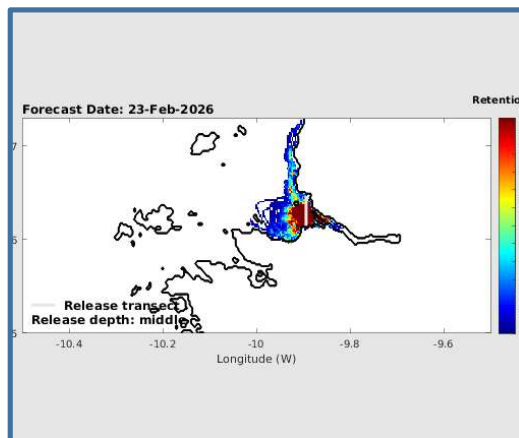 Retentio
Forecast Date: 23-Feb-2026
7
6
5
Release transect
Release depth: middle
-10.4 -10.2 -10 -9.8 -9.6
Longitude (W)